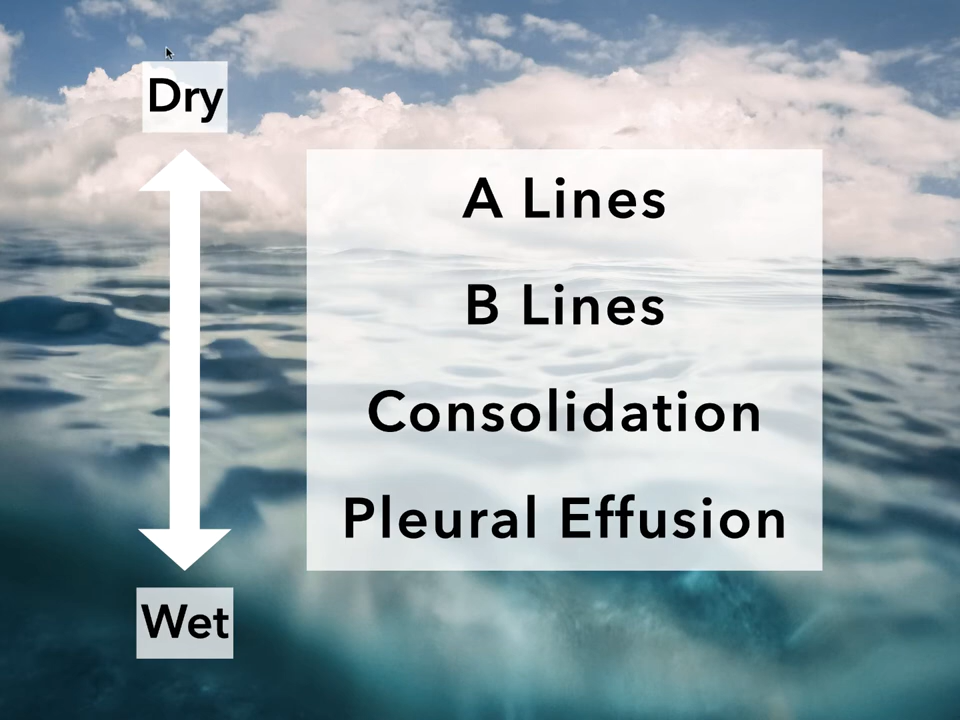 Dry
A Lines
B Lines
Consolidation
Pleural Effusion
Wet